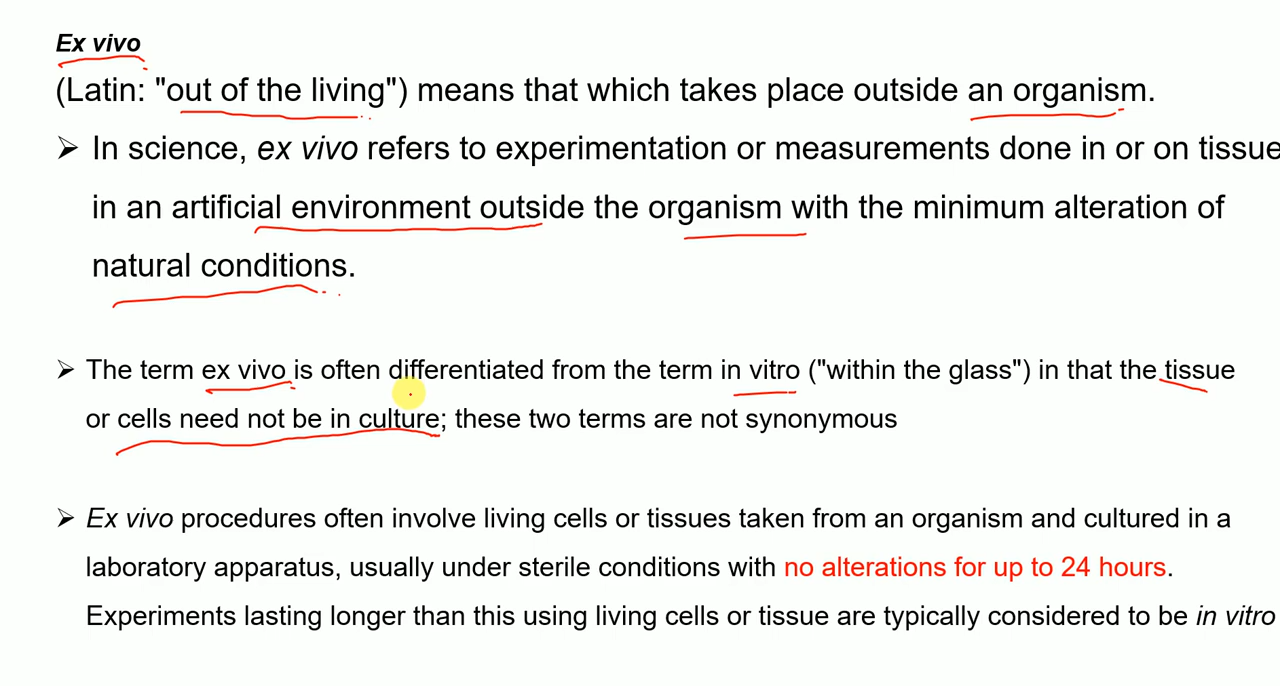 Ex vivo
(Latin: "out of the living") means that which takes place outside an organism.
➢ In science, ex vivo refers to experimentation or measurements done in or on tissue
in an artificial environment outside the organism with the minimum alteration of
natural conditions.
➢ The term ex vivo is often differentiated from the term in vitro ("within the glass") in that the tissue
or cells need not be in culture; these two terms are not synonymous
➢ Ex vivo procedures often involve living cells or tissues taken from an organism and cultured in a
laboratory apparatus, usually under sterile conditions with no alterations for up to 24 hours.
Experiments lasting longer than this using living cells or tissue are typically considered to be in vitro